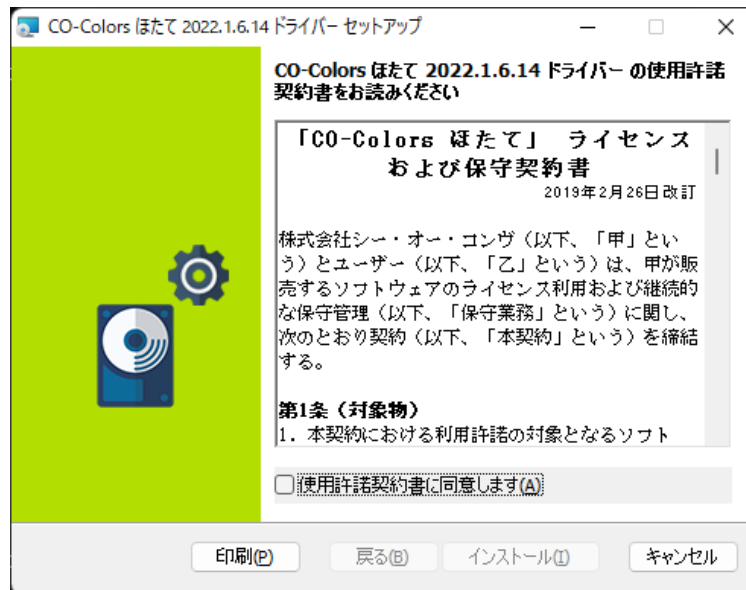 CO-Colors ほたて 2022.1.6.14 ドライバー セットアップ
CO-Colors ほたて 2022.1.6.14 ドライバー の使用許諾
契約書をお読みください
「CO-Colors ほたて」 ライセンス
および保守契約書
2019年2月26日改訂
株式会社シー・オー・コンヴ（以下、「甲」とい
う）とユーザー（以下、「乙」という）は、甲が販
売するソフトウェアのライセンス利用および継続的
な保守管理（以下、「保守業務」という）に関し、
次のとおり契約（以下、「本契約」という）を締結
する。
第1条（対象物）
1. 本契約における利用許諾の対象となるソフト
使用許諾契約書に同意します(A)
印刷(P)
戻る(B)
インストール(I)
キャンセル